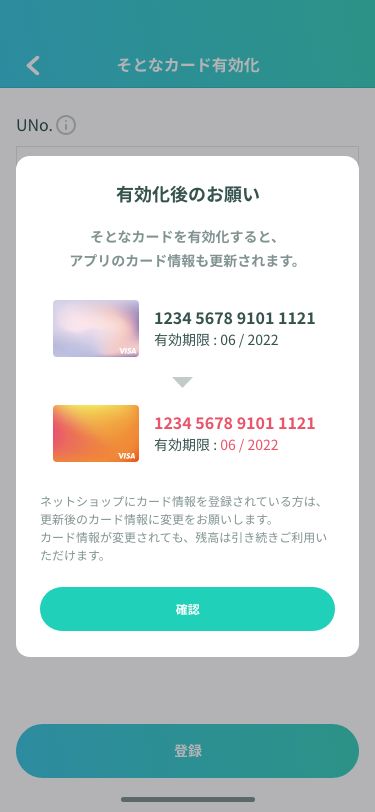 そとなカード有効化
UNo.
有効化後のお願い
そとなカードを有効化すると、
アプリのカード情報も更新されます。
VISA
1234 5678 9101 1121
有効期限 : 06 / 2022
VISA
1234 5678 9101 1121
有効期限 : 06 / 2022
ネットショップにカード情報を登録されている方は、
更新後のカード情報に変更をお願いします。
カード情報が変更されても、残高は引き続きご利用い
ただけます。
確認
登録